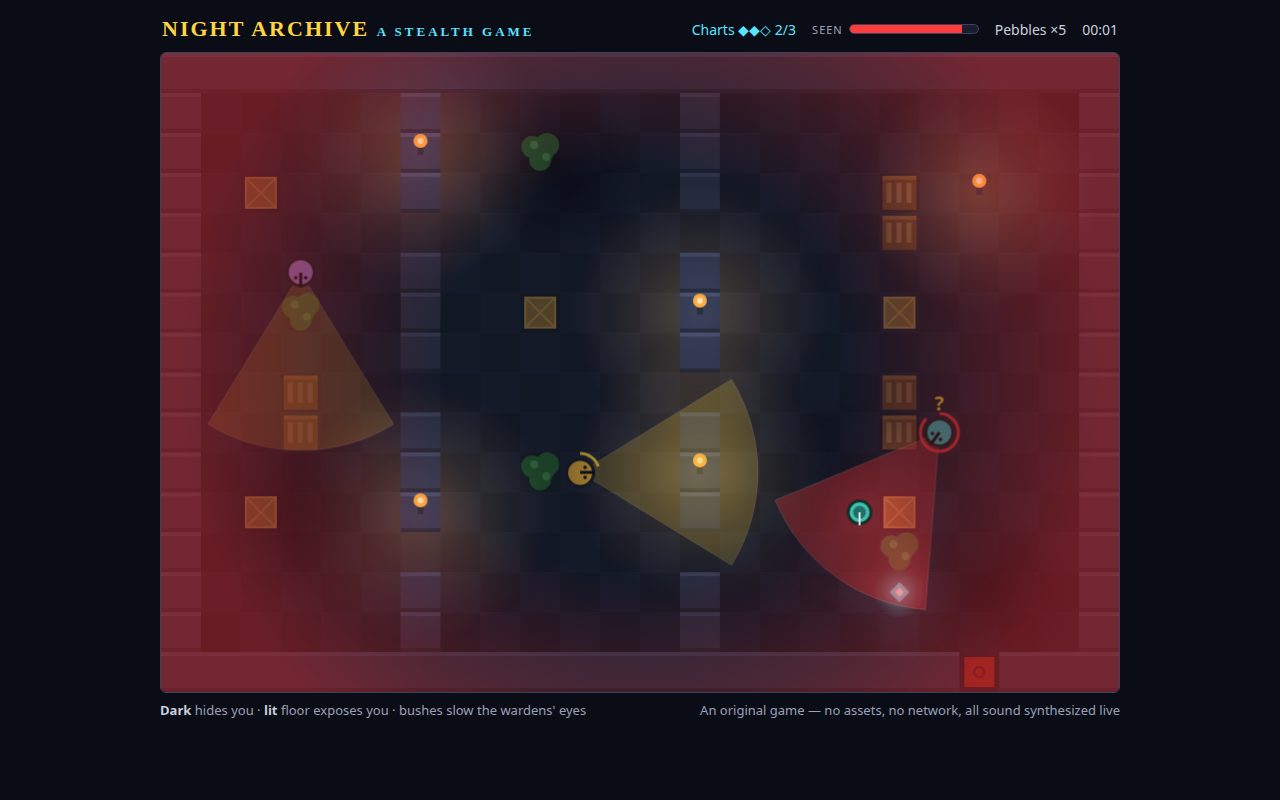 NIGHT ARCHIVE A STEALTH GAME
Charts ◆◆◇ 2/3 SEEN Pebbles ×5 00:01
?
Dark hides you · lit floor exposes you · bushes slow the wardens' eyes
An original game — no assets, no network, all sound synthesized live